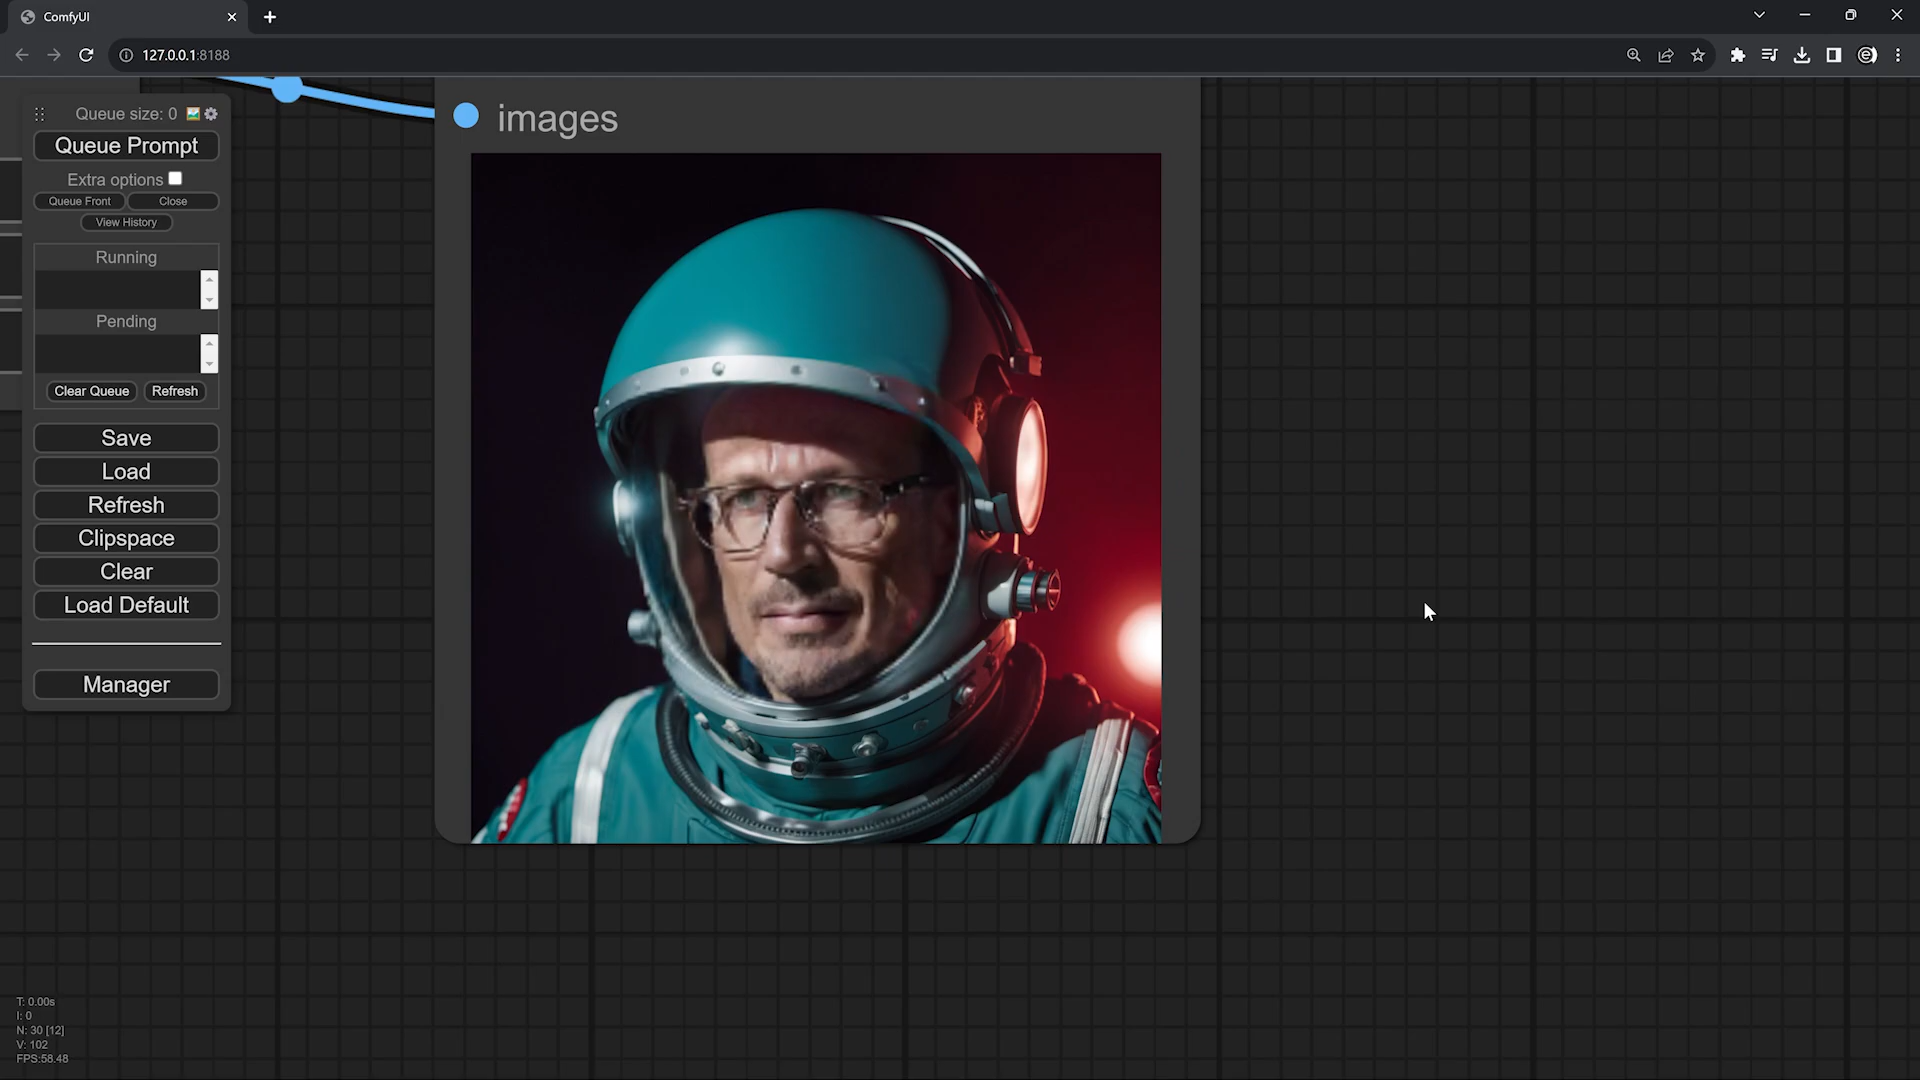 ComfyUI
127.0.0.1:8188
images
Queue size: 0
Queue Prompt
Extra options
Queue Front
Close
View History
Running
Pending
Clear Queue
Refresh
Save
Load
Refresh
Clipspace
Clear
Load Default
Manager
T: 0.00s
I: 0
N: 30 [12]
V: 102
FPS:58.48